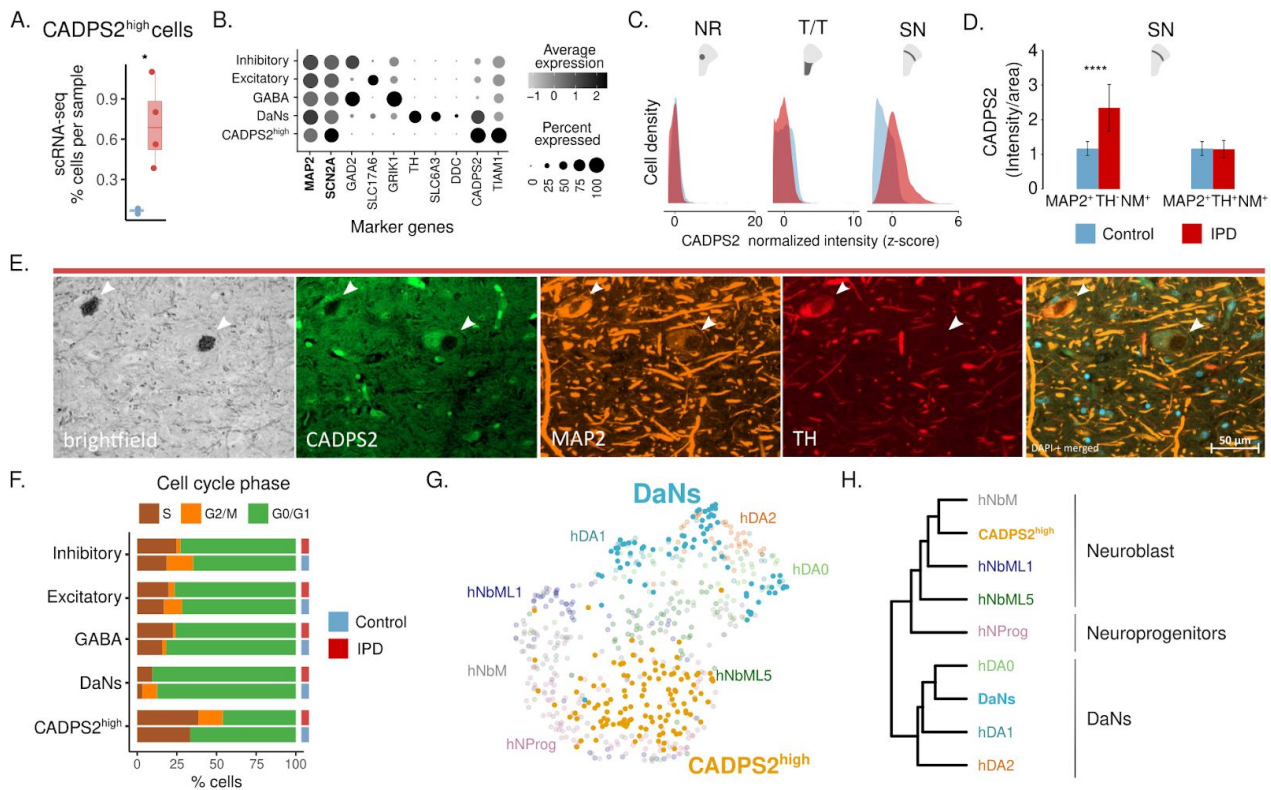 A.
CADPS2high cells
*
scRNA-seq
% cells per sample
0.9
0.6
0.3
B.
Inhibitory
Excitatory
GABA
DaNs
CADPS2high
MAP2
SCN2A
GAD2
SLC17A6
GRIK1
TH
SLC6A3
DDC
CADPS2
TIAM1
Marker genes
Average
expression
−1 0 1 2
Percent
expressed
0
25
50
75
100
C.
NR
T/T
SN
Cell density
0
20
0
10
0
6
CADPS2 normalized intensity (z-score)
D.
SN
CADPS2
(Intensity/area)
4
3
2
1
0
****
MAP2+TH-NM+
MAP2+TH+NM+
Control
IPD
E.
brightfield
CADPS2
MAP2
TH
DAPI + merged
50 µm
F.
Cell cycle phase
S
G2/M
G0/G1
Inhibitory
Excitatory
GABA
DaNs
CADPS2high
0
25
50
75
100
% cells
Control
IPD
G.
DaNs
hDA2
hDA1
hDA0
hNbML1
hNbM
hNbML5
hNProg
CADPS2high
H.
hNbM
CADPS2high
hNbML1
hNbML5
hNProg
hDA0
DaNs
hDA1
hDA2
Neuroblast
Neuroprogenitors
DaNs